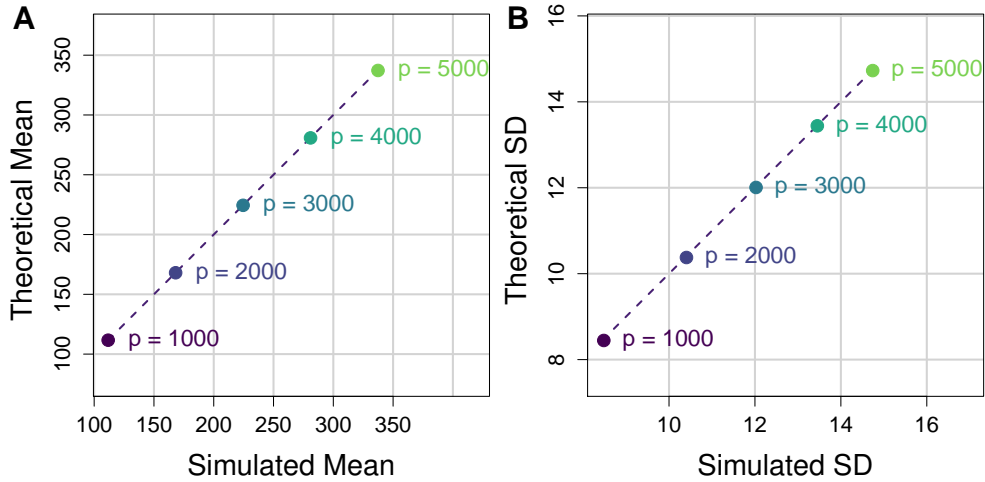 A
Theoretical Mean
350
300
250
200
150
100
p = 5000
p = 4000
p = 3000
p = 2000
p = 1000
100 150 200 250 300 350
Simulated Mean
B
Theoretical SD
16
14
12
10
8
p = 5000
p = 4000
p = 3000
p = 2000
p = 1000
10 12 14 16
Simulated SD